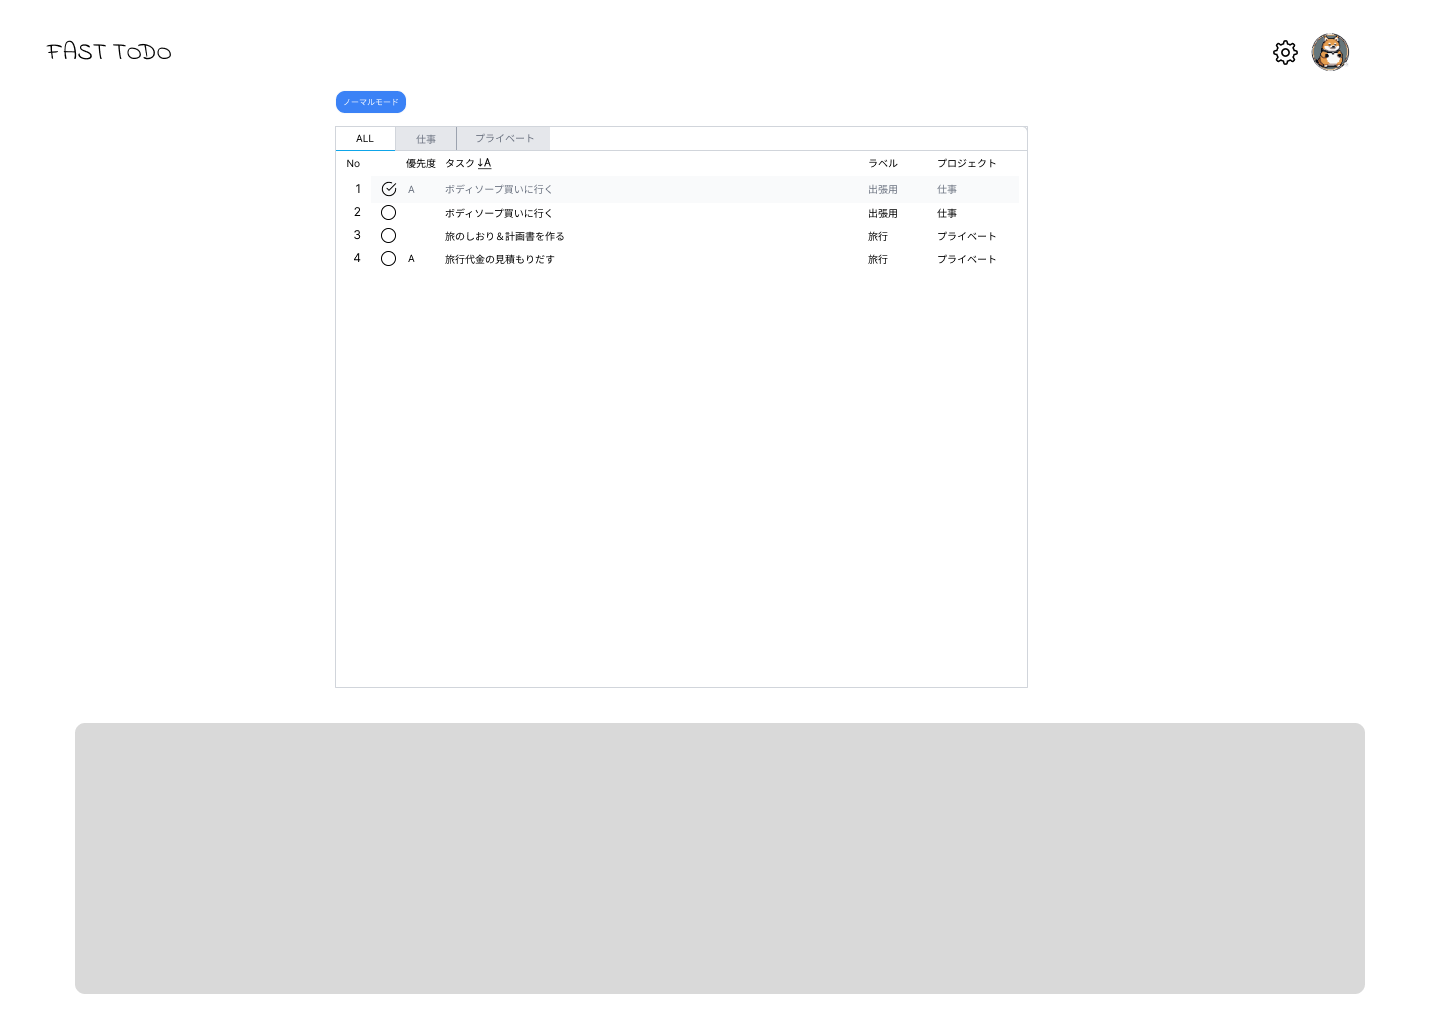 FAST TODO
ノーマルモード
ALL 仕事 プライベート
No 優先度 タスク ↓A ラベル プロジェクト
1 A ボディソープ買いに行く 出張用 仕事
2 ボディソープ買いに行く 出張用 仕事
3 旅のしおり＆計画書を作る 旅行 プライベート
4 A 旅行代金の見積もりだす 旅行 プライベート